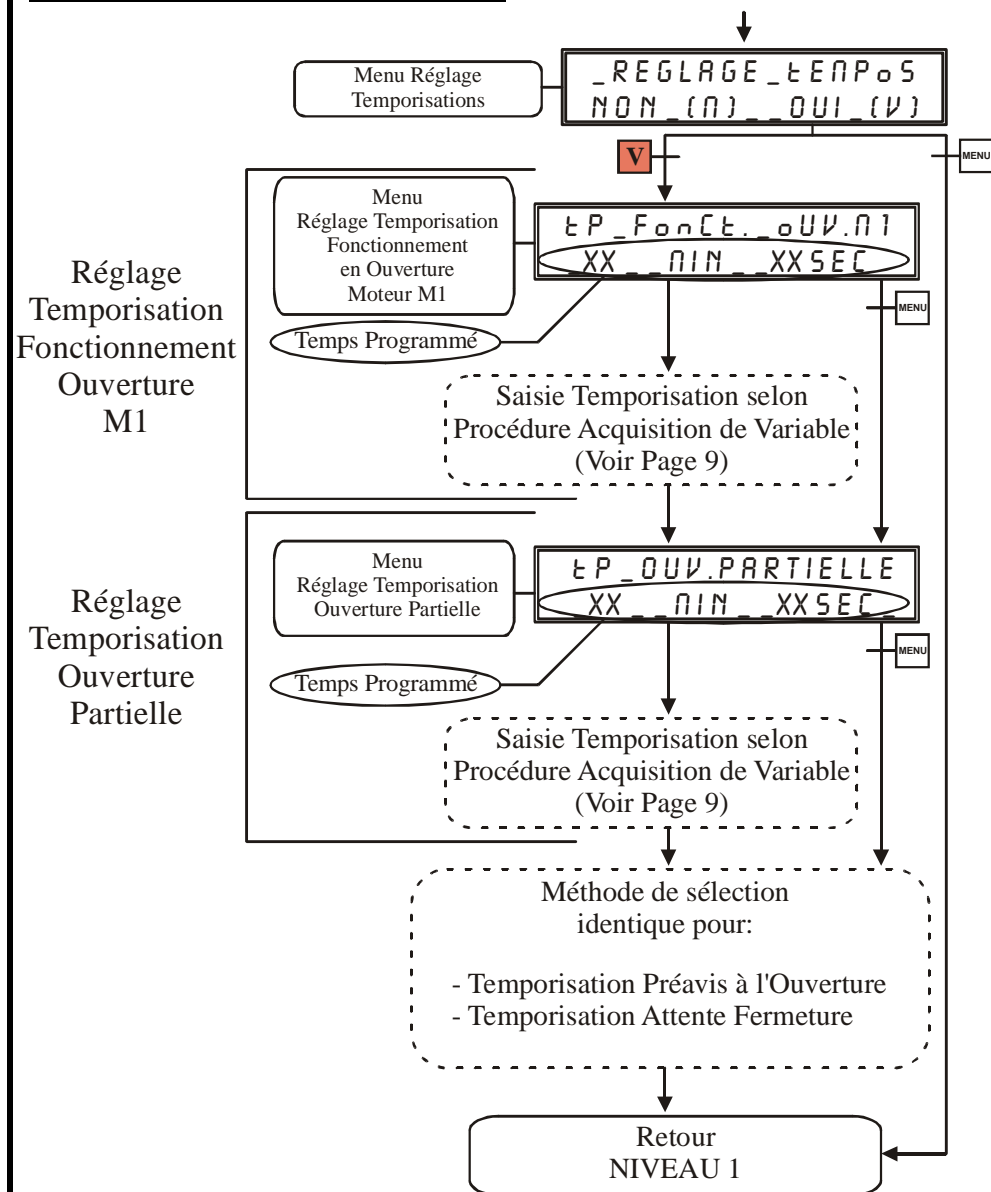 Menu Réglage
Temporisations
_REGLAGE_tEMPoS
NON_(M)__OUI_(V)
V
MENU
Réglage
Temporisation
Fonctionnement
Ouverture
M1
Menu
Réglage Temporisation
Fonctionnement
en Ouverture
Moteur M1
tP_FonCt._oUV.M1
_XX__MIN__XXSEC
MENU
Temps Programmé
Saisie Temporisation selon
Procédure Acquisition de Variable
(Voir Page 9)
Réglage
Temporisation
Ouverture
Partielle
Menu
Réglage Temporisation
Ouverture Partielle
tP_OUV.PARTIELLE
XX__MIN__XXSEC_
MENU
Temps Programmé
Saisie Temporisation selon
Procédure Acquisition de Variable
(Voir Page 9)
Méthode de sélection
identique pour:
- Temporisation Préavis à l'Ouverture
- Temporisation Attente Fermeture
Retour
NIVEAU 1